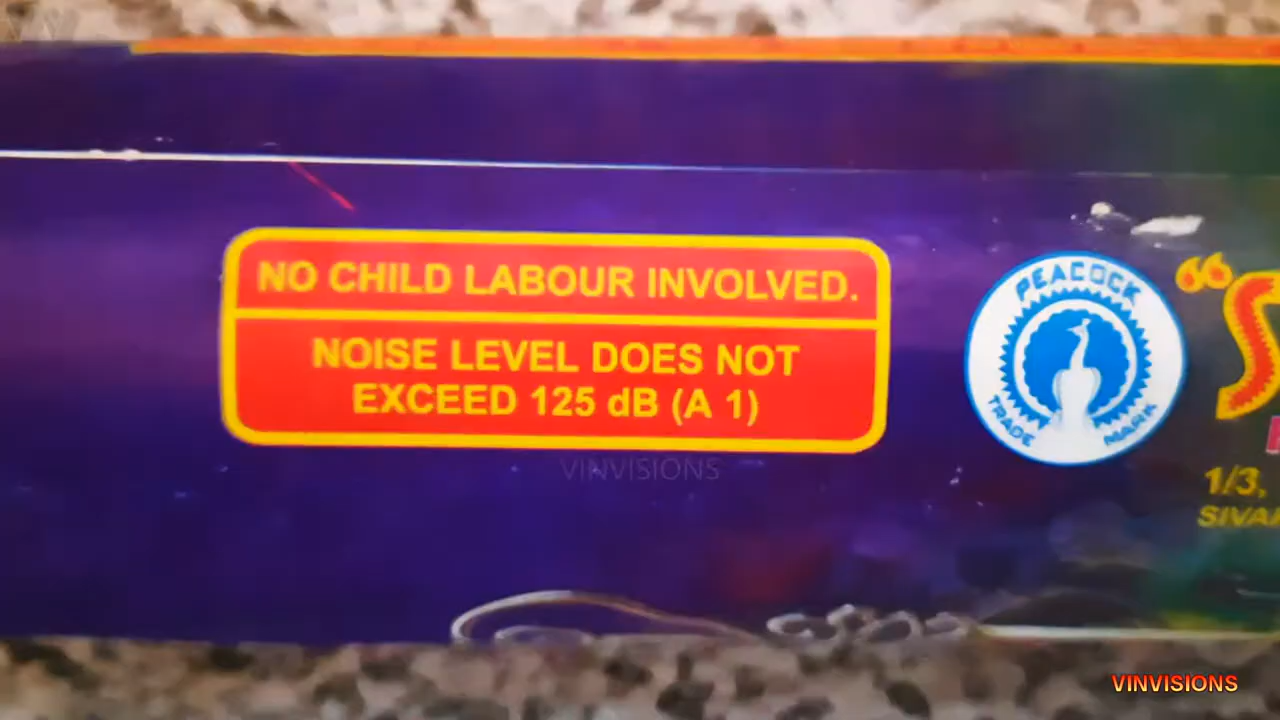 NO CHILD LABOUR INVOLVED.
NOISE LEVEL DOES NOT
EXCEED 125 dB (A 1)
PEACOCK
TRADE MARK
“S
1/3,
VINVISIONS
VINVISIONS